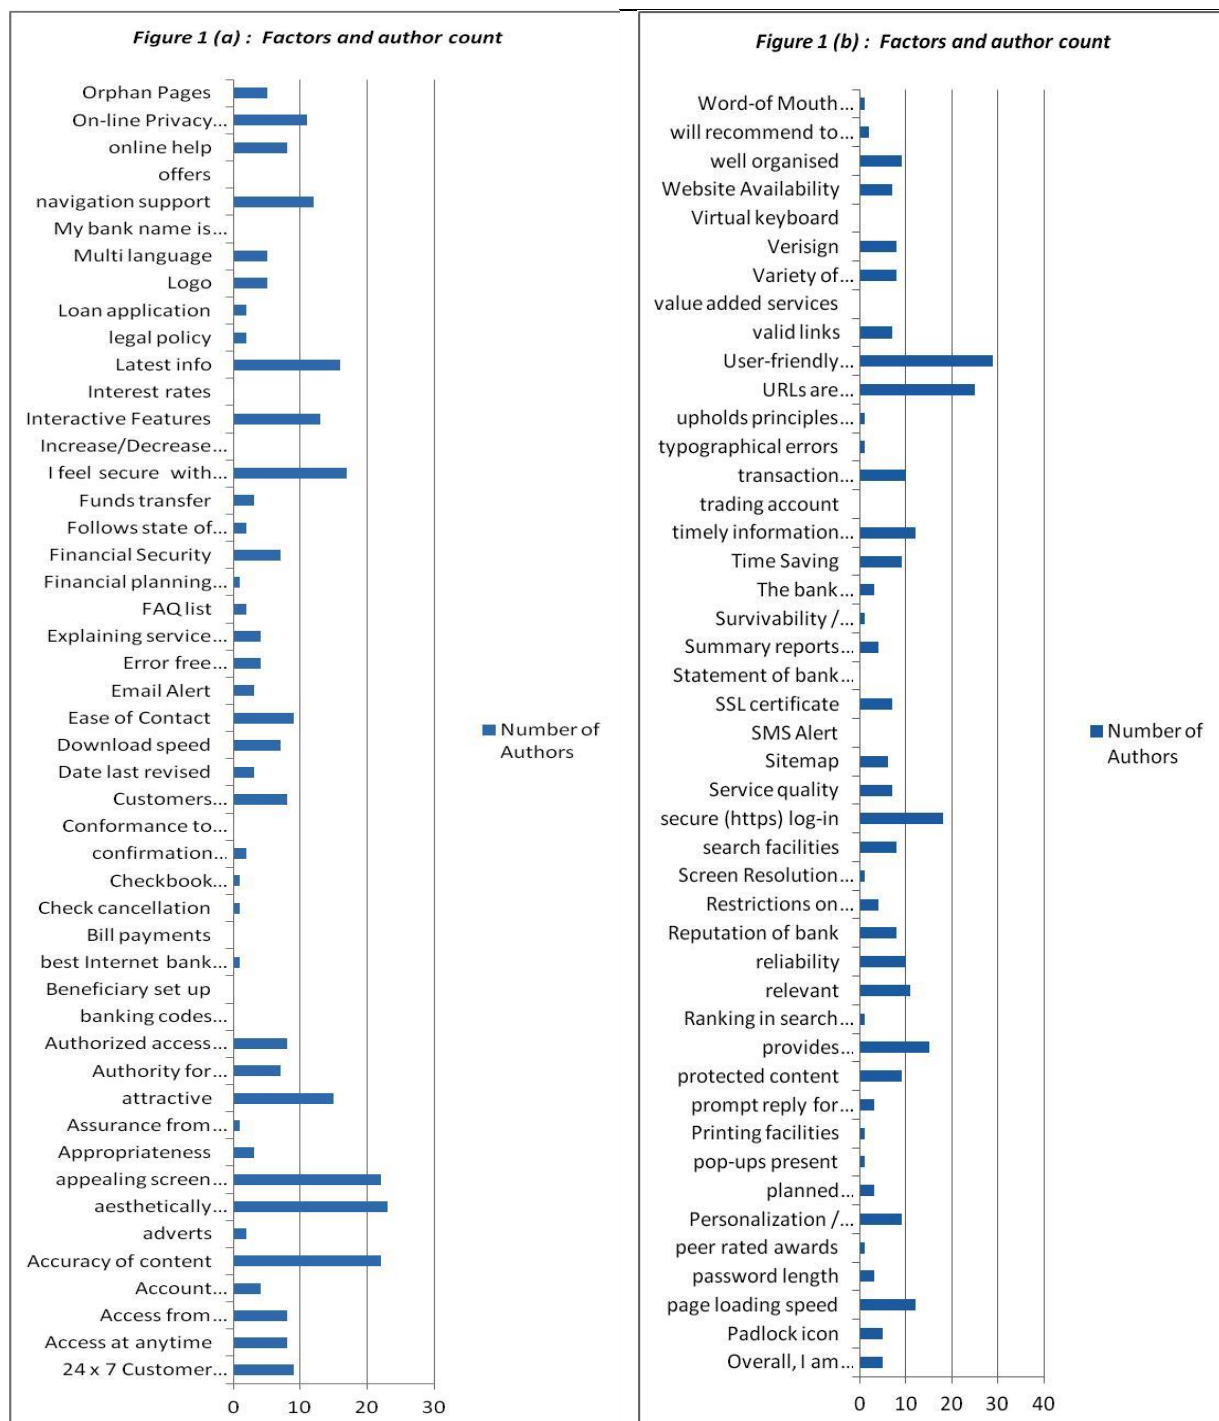 Figure 1 (a) : Factors and author count
Orphan Pages
On-line Privacy...
online help
offers
navigation support
My bank name is...
Multi language
Logo
Loan application
legal policy
Latest info
Interest rates
Interactive Features
Increase/Decrease...
I feel secure with...
Funds transfer
Follows state of...
Financial Security
Financial planning...
FAQ list
Explaining service...
Error free...
Email Alert
Ease of Contact
Download speed
Date last revised
Customers...
Conformance to...
confirmation...
Checkbook...
Check cancellation
Bill payments
best Internet bank...
Beneficiary set up
banking codes...
Authorized access...
Authority for...
attractive
Assurance from...
Appropriateness
appealing screen...
aesthetically...
adverts
Accuracy of content
Account...
Access from...
Access at anytime
24 x 7 Customer...
0 10 20 30
Number of
Authors
Figure 1 (b) : Factors and author count
Word-of Mouth...
will recommend to...
well organised
Website Availability
Virtual keyboard
Verisign
Variety of...
value added services
valid links
User-friendly...
URLs are...
upholds principles...
typographical errors
transaction...
trading account
timely information...
Time Saving
The bank...
Survivability /...
Summary reports...
Statement of bank...
SSL certificate
SMS Alert
Sitemap
Service quality
secure (https) log-in
search facilities
Screen Resolution...
Restrictions on...
Reputation of bank
reliability
relevant
Ranking in search...
provides...
protected content
prompt reply for...
Printing facilities
pop-ups present
planned...
Personalization /...
peer rated awards
password length
page loading speed
Padlock icon
Overall, I am...
0 10 20 30 40
Number of
Authors